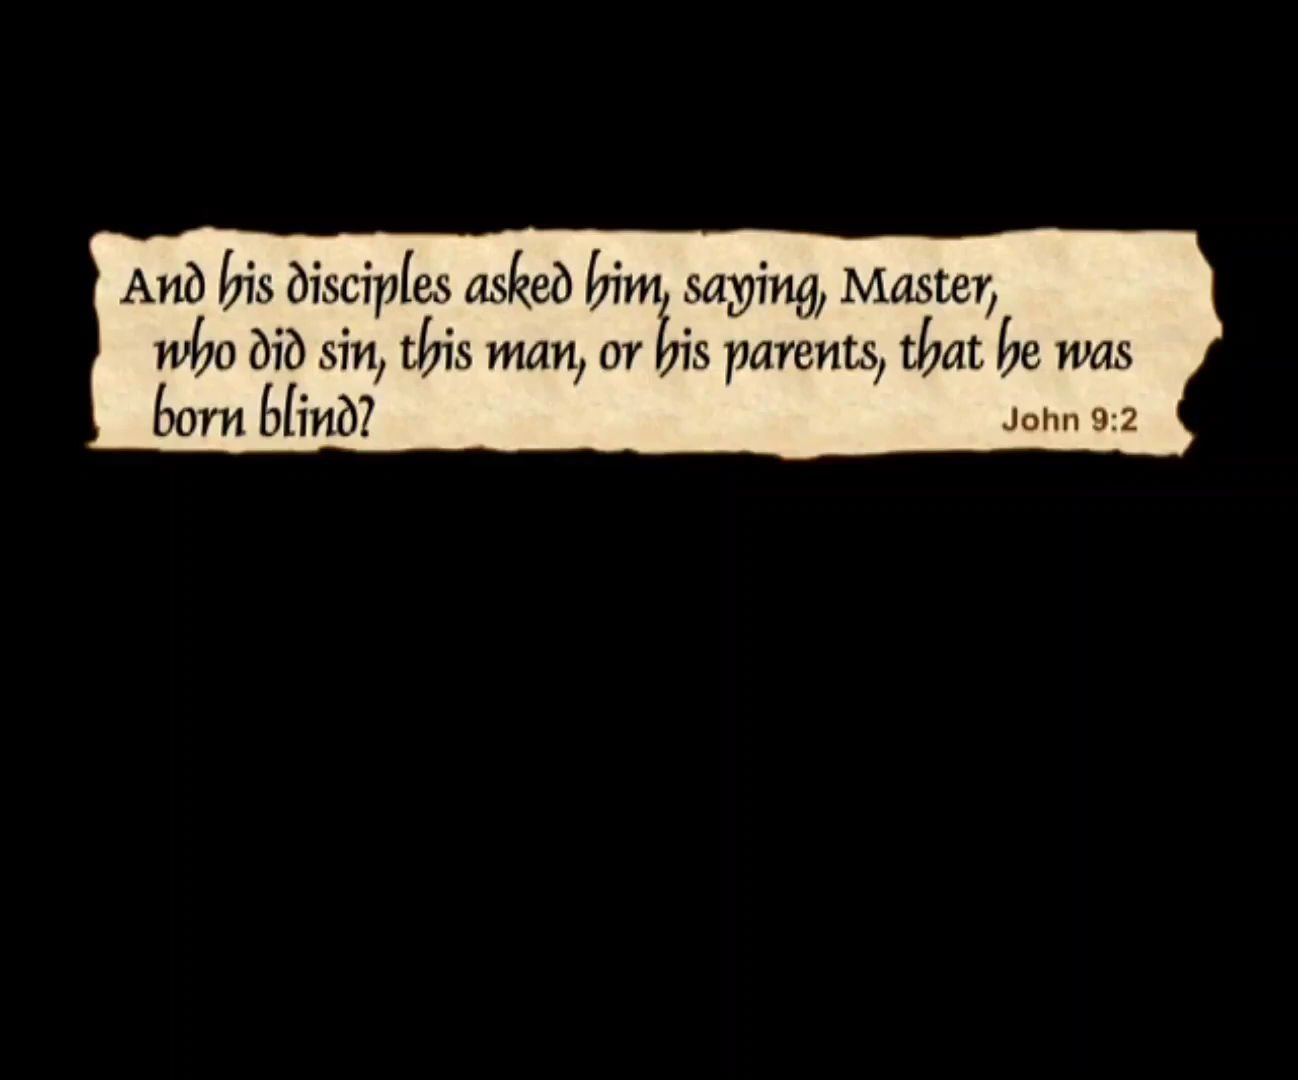 And his disciples asked him, saying, Master,
who did sin, this man, or his parents, that he was
born blind?
John 9:2